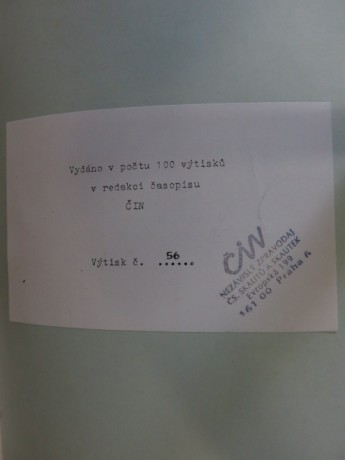 Vydáno v počtu 100 výtisků
v redakci časopisu
ČIN
Výtisk č. 56
ČIN
NEZÁVISLÝ ZPRAVODAJ
ČS. SKAUTŮ A SKAUTEK
Evropská 199
161 00 Praha 6